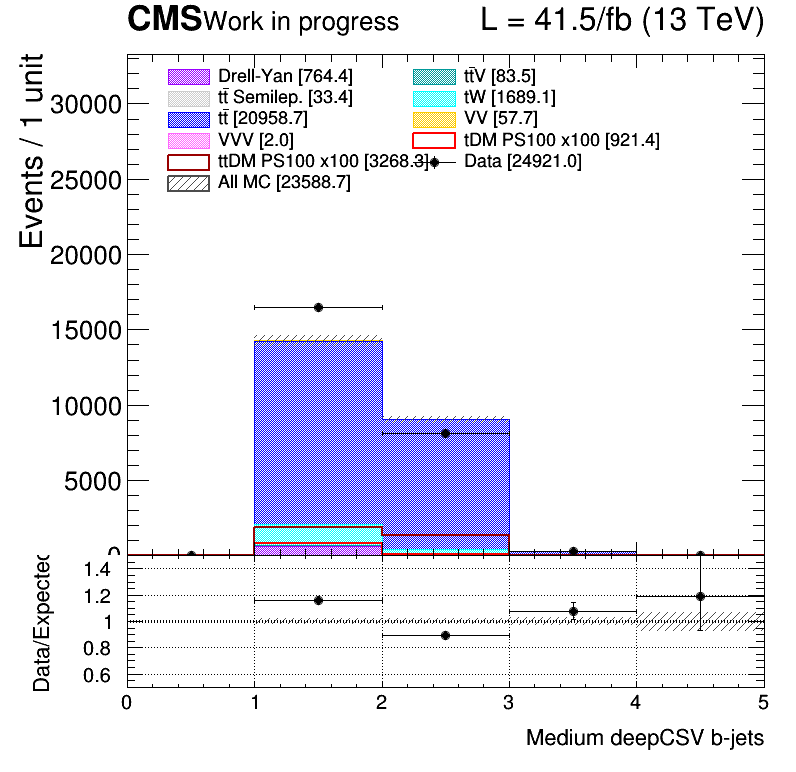 CMS Work in progress L = 41.5/fb (13 TeV)
Events / 1 unit
Drell-Yan [764.4] tt̄V [83.5]
tt̄ Semilep. [33.4] tW [1689.1]
tt̄ [20958.7] VV [57.7]
VVV [2.0] tDM PS100 x100 [921.4]
ttDM PS100 x100 [3268.3] Data [24921.0]
All MC [23588.7]
30000
25000
20000
15000
10000
5000
0
Data/Expected
1.4
1.2
1
0.8
0.6
0 1 2 3 4 5
Medium deepCSV b-jets